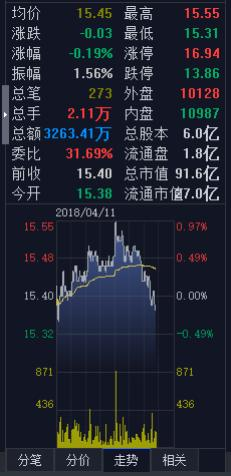 均价 15.45 最高 15.55
涨跌 -0.03 最低 15.31
涨幅 -0.19% 涨停 16.94
振幅 1.56% 跌停 13.86
总笔 273 外盘 10128
总手 2.11万 内盘 10987
总额 3263.41万 总股本 6.0亿
委比 31.69% 流通盘 1.8亿
前收 15.40 总市值 91.6亿
今开 15.38 流通市值 27.0亿
2018/04/11
15.55 0.97%
15.48 0.49%
15.40 0.00%
15.32 -0.49%
871 871
436 436
分笔 分价 走势 相关